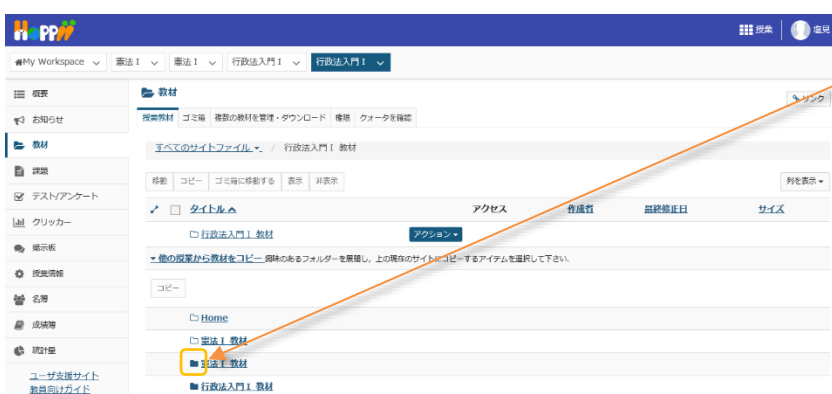 HoPPii
授業
塩見
My Workspace
憲法Ⅰ
憲法Ⅰ
行政法入門Ⅰ
行政法入門Ⅰ
概要
お知らせ
教材
課題
テスト/アンケート
クリッカー
掲示板
授業情報
名簿
成績簿
統計量
ユーザ支援サイト
教員向けガイド
教材
リンク
授業教材 ゴミ箱 複数の教材を管理・ダウンロード 権限 クォータを確認
すべてのサイトファイル / 行政法入門Ⅰ 教材
移動 コピー ゴミ箱に移動する 表示 非表示
列を表示
タイトル アクセス 作成者 最終修正日 サイズ
行政法入門Ⅰ 教材 アクション
他の授業から教材をコピー 興味のあるフォルダーを展開し、上の現在のサイトにコピーするアイテムを選択して下さい.
コピー
Home
憲法Ⅰ 教材
憲法Ⅰ 教材
行政法入門Ⅰ 教材